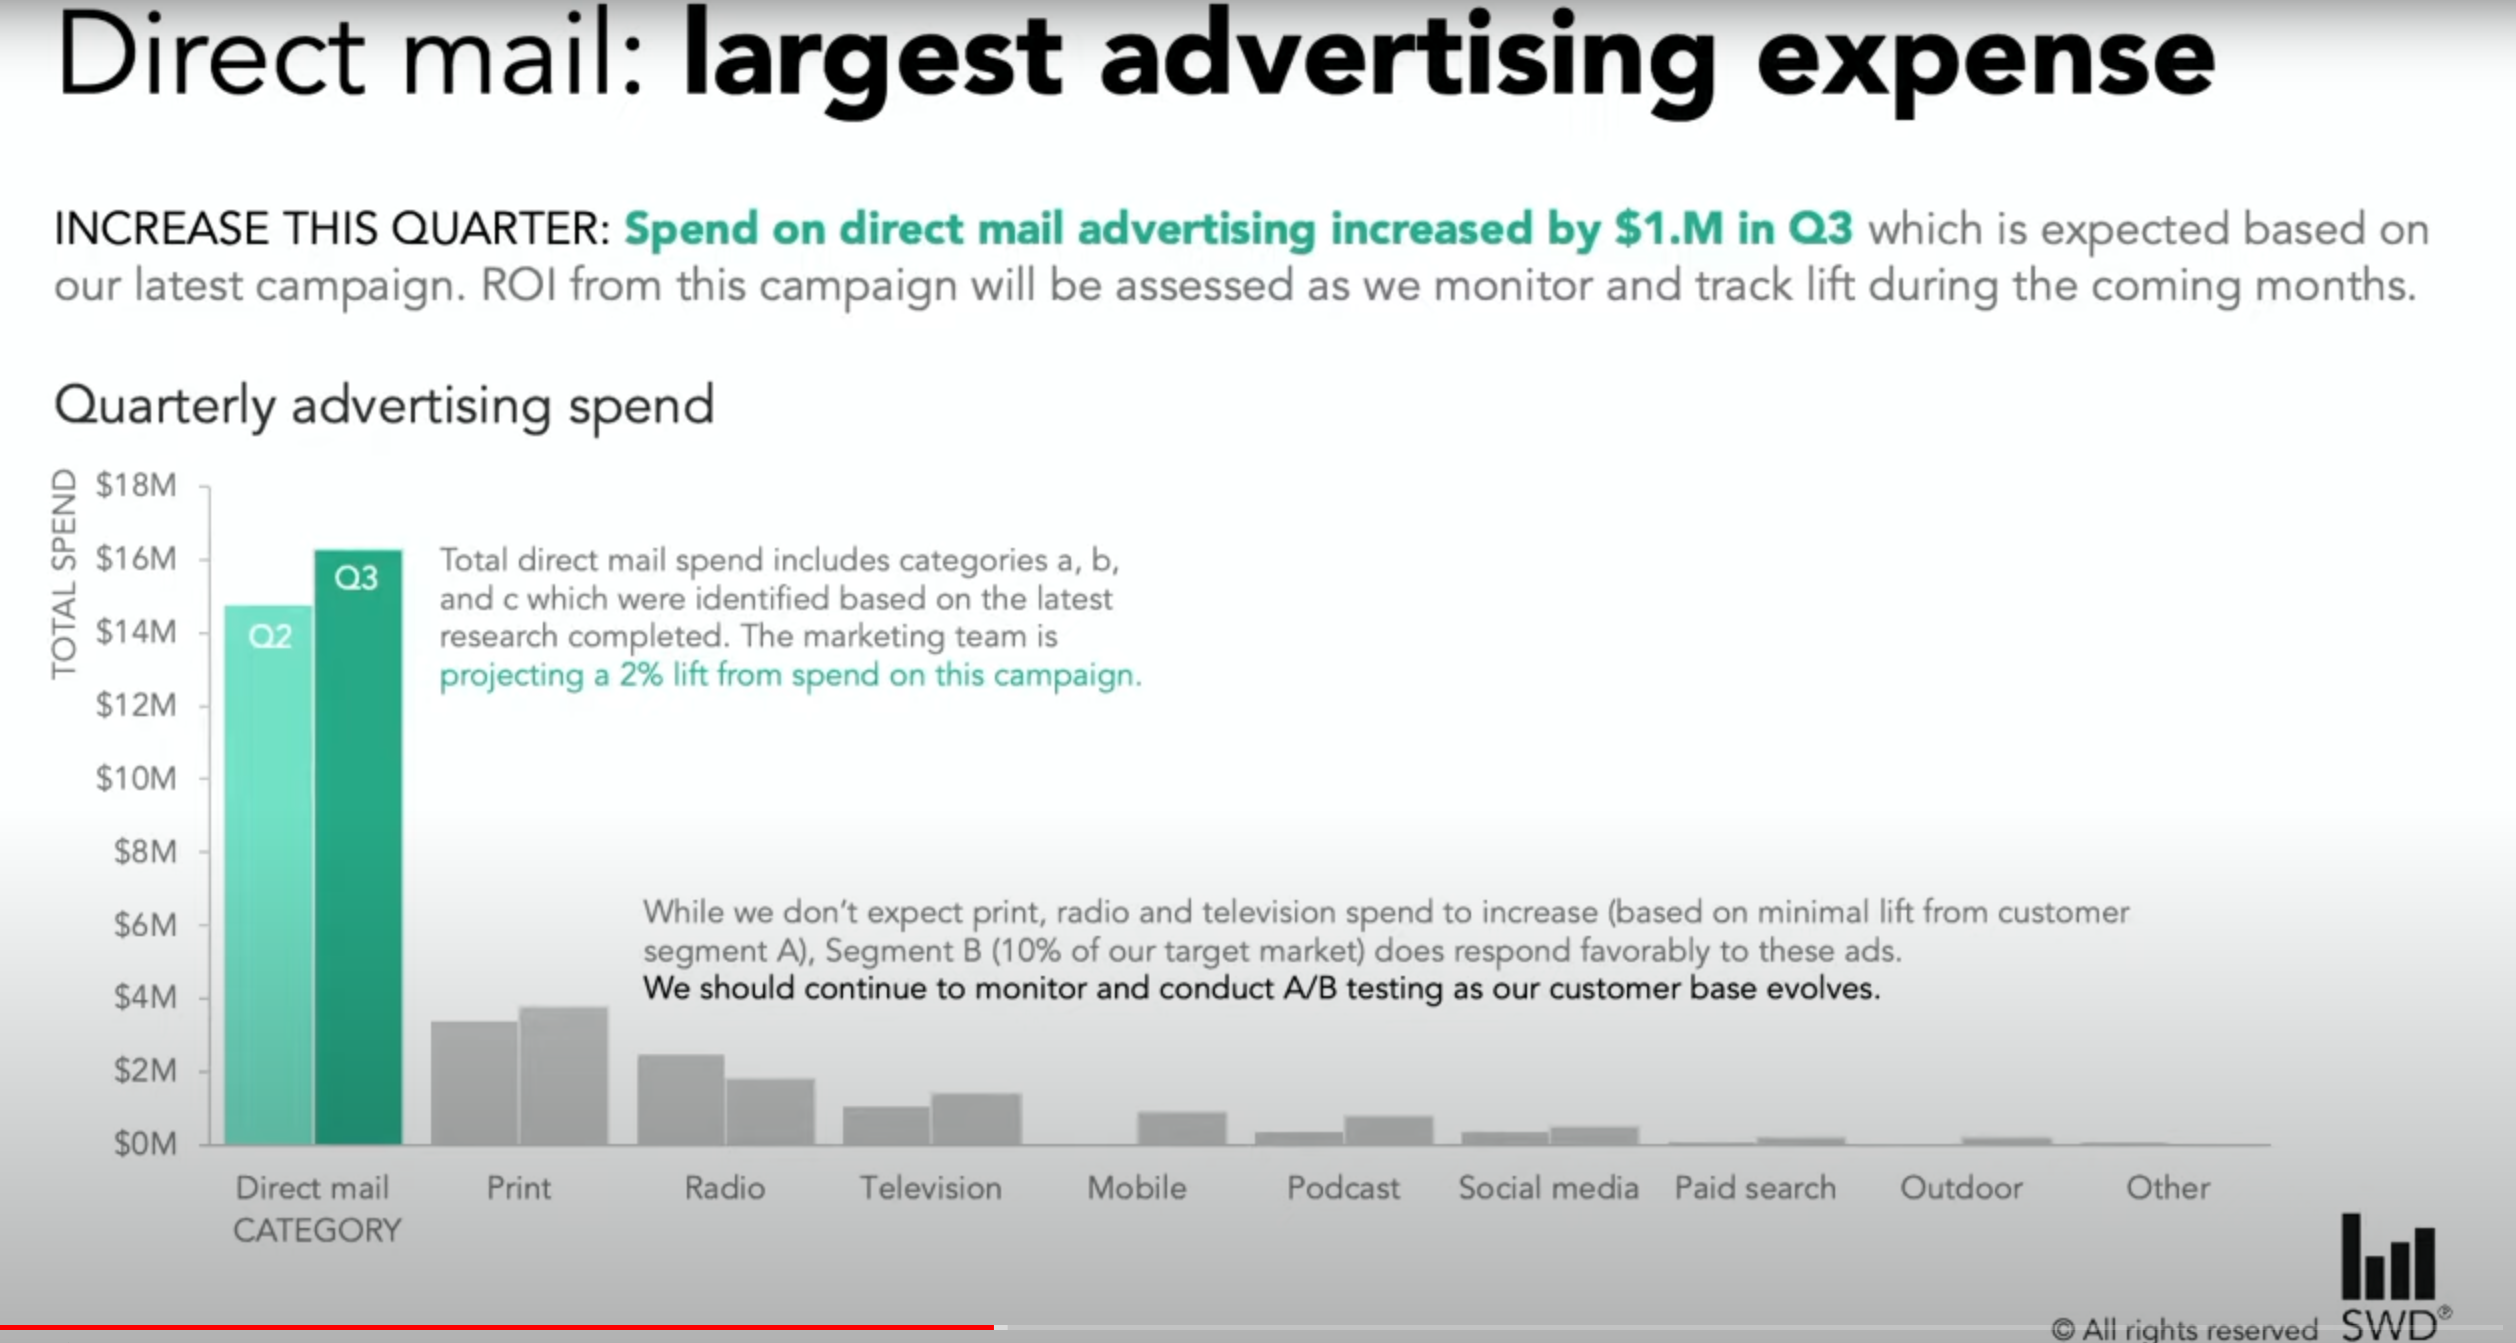 Direct mail: largest advertising expense
INCREASE THIS QUARTER: Spend on direct mail advertising increased by $1.M in Q3 which is expected based on
our latest campaign. ROI from this campaign will be assessed as we monitor and track lift during the coming months.
Quarterly advertising spend
TOTAL SPEND
$18M
$16M
$14M
$12M
$10M
$8M
$6M
$4M
$2M
$0M
Q2
Q3
Total direct mail spend includes categories a, b,
and c which were identified based on the latest
research completed. The marketing team is
projecting a 2% lift from spend on this campaign.
While we don't expect print, radio and television spend to increase (based on minimal lift from customer
segment A), Segment B (10% of our target market) does respond favorably to these ads.
We should continue to monitor and conduct A/B testing as our customer base evolves.
Direct mail Print Radio Television Mobile Podcast Social media Paid search Outdoor Other
CATEGORY
© All rights reserved SWD®